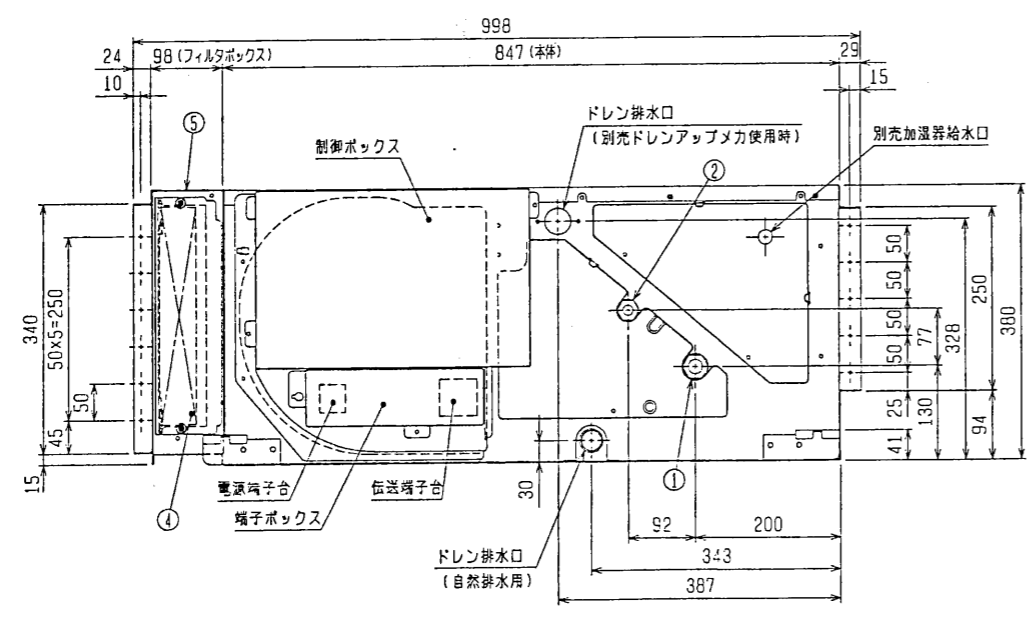 998
24
98(フィルタボックス)
847(本体)
29
10
15
⑤
制御ボックス
ドレン排水口
(別売ドレンアップメカ使用時)
②
別売加湿器給水口
340
50x5=250
50
45
15
50
50
50
50
25
41
77
130
328
250
94
380
電源端子台
伝送端子台
端子ボックス
④
30
①
ドレン排水口
(自然排水用)
92
200
343
387